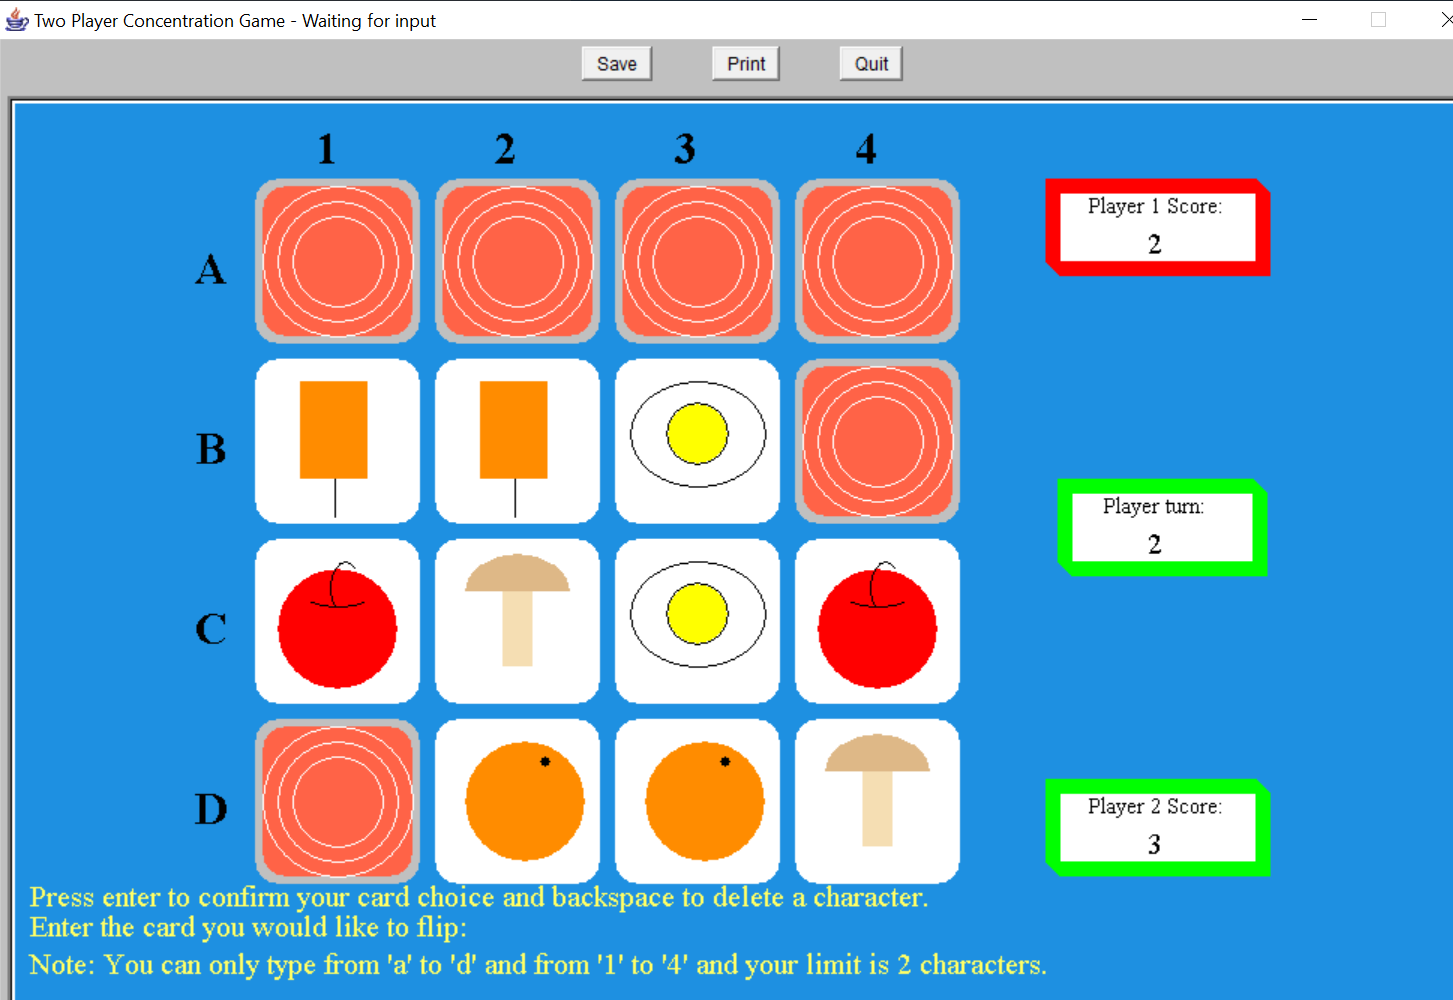 Two Player Concentration Game - Waiting for input
Save Print Quit
1 2 3 4
A
Player 1 Score:
2
B
Player turn:
2
C
D
Player 2 Score:
3
Press enter to confirm your card choice and backspace to delete a character.
Enter the card you would like to flip:
Note: You can only type from 'a' to 'd' and from '1' to '4' and your limit is 2 characters.